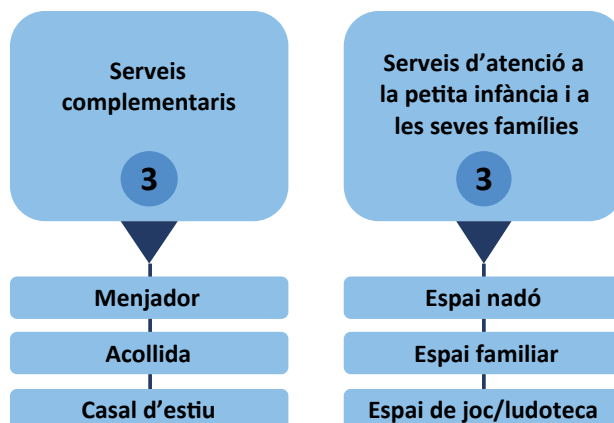 Serveis
complementaris
3
Menjador
Acollida
Casal d’estiu
Serveis d’atenció a
la petita infància i a
les seves famílies
3
Espai nadó
Espai familiar
Espai de joc/ludoteca